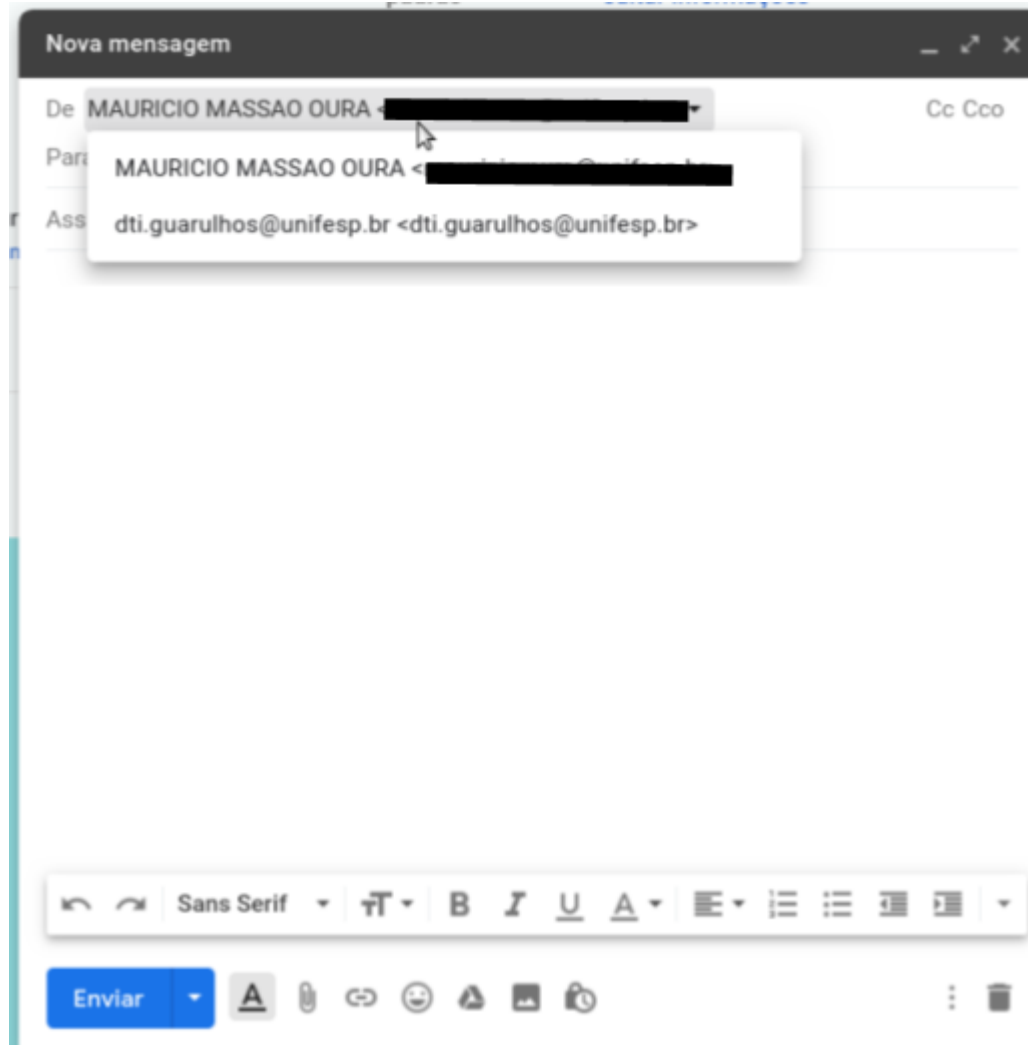 Nova mensagem
De MAURICIO MASSAO OURA <
Cc Cco
Para
MAURICIO MASSAO OURA <
Ass
dti.guarulhos@unifesp.br <dti.guarulhos@unifesp.br>
Sans Serif
Enviar